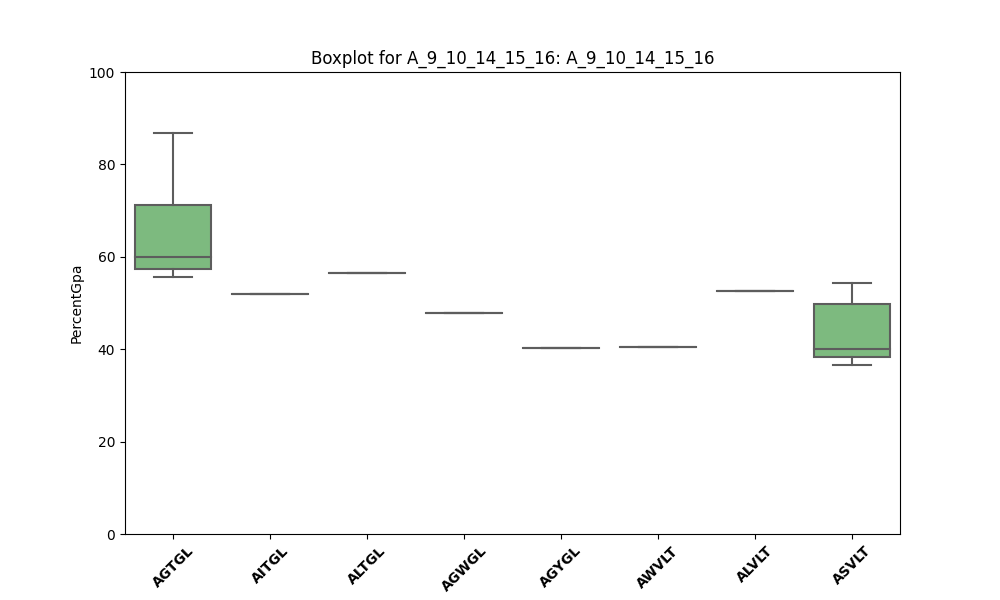 Boxplot for A_9_10_14_15_16: A_9_10_14_15_16
100
80
60
40
20
0
PercentGpa
AGTGL
AITGL
ALTGL
AGWGL
AGYGL
AWVLT
ALVLT
ASVLT